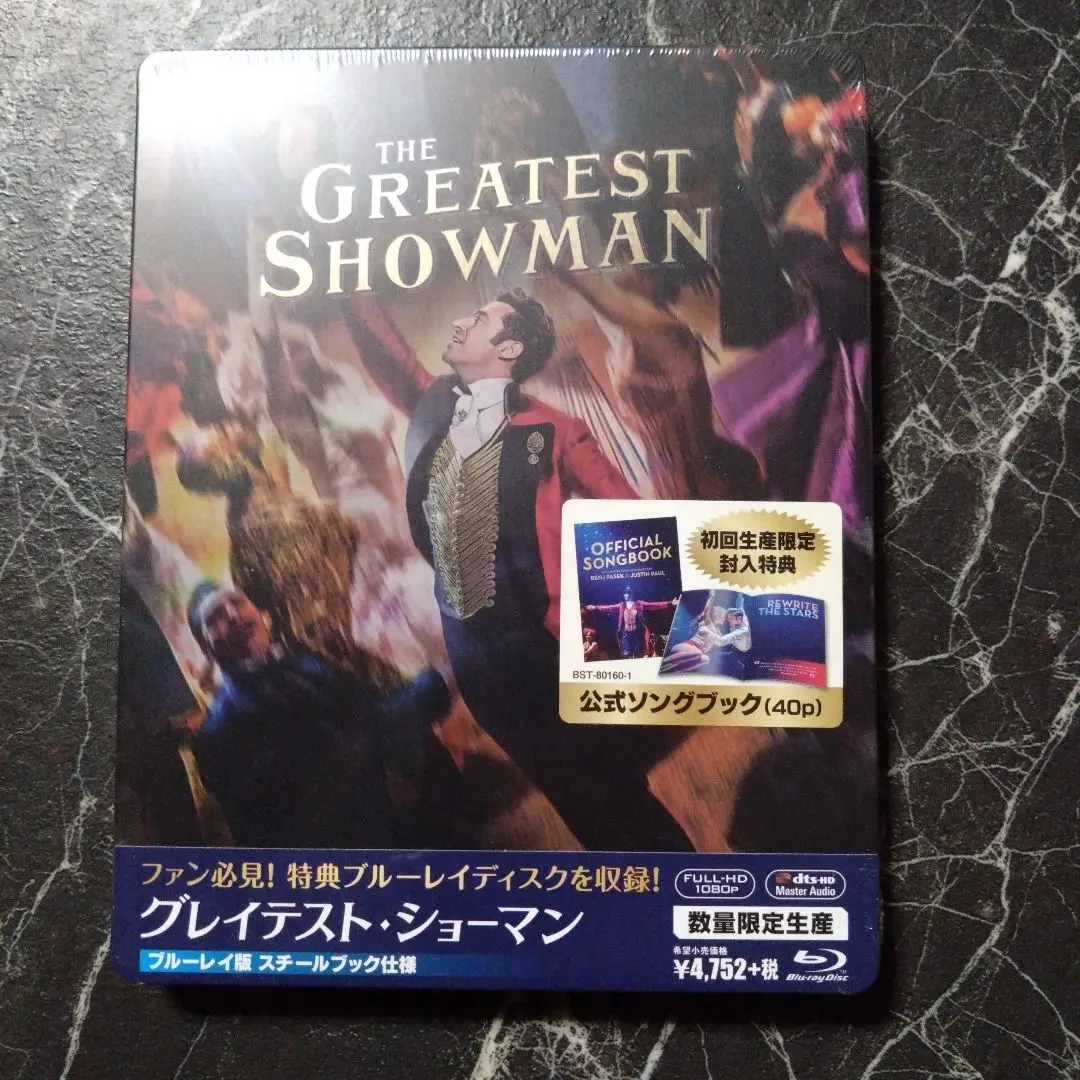 THE
GREATEST
SHOWMAN
初回生産限定
封入特典
OFFICIAL
SONGBOOK
BENJ PASEK & JUSTIN PAUL
REWRITE
THE STARS
BST-80160-1
公式ソングブック(40p)
ファン必見! 特典ブルーレイディスクを収録!
グレイテスト・ショーマン
ブルーレイ版 スチールブック仕様
FULL-HD
1080P
dts-HD
Master Audio
数量限定生産
希望小売価格
¥4,752+税
Blu-ray Disc